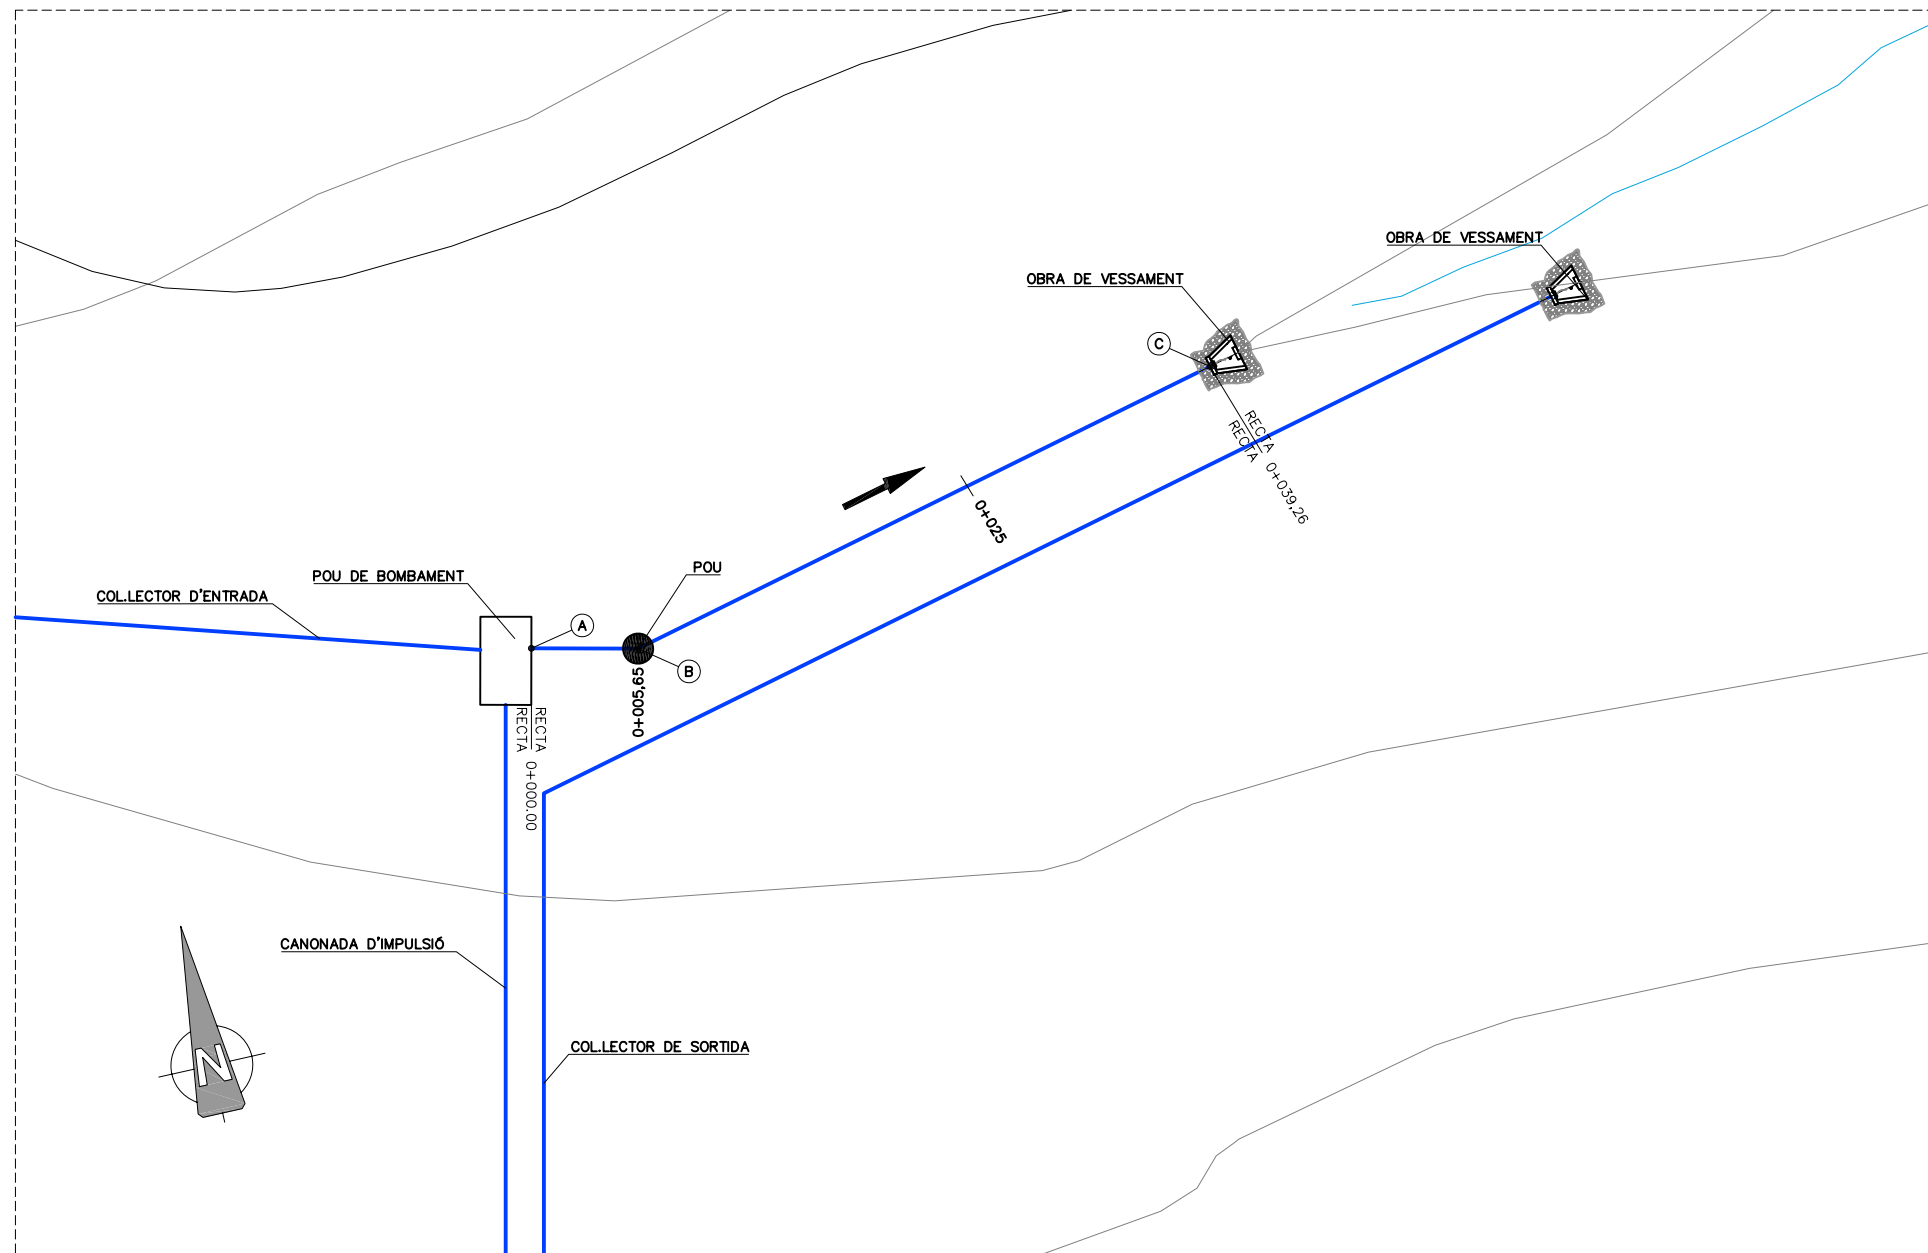 OBRA DE VESSAMENT
OBRA DE VESSAMENT
C
RECTA
RECTA
0+039,26
0+025
POU
POU DE BOMBAMENT
COL.LECTOR D'ENTRADA
A
B
0+005,65
RECTA
RECTA
0+000.00
CANONADA D'IMPULSIÓ
COL.LECTOR DE SORTIDA
N